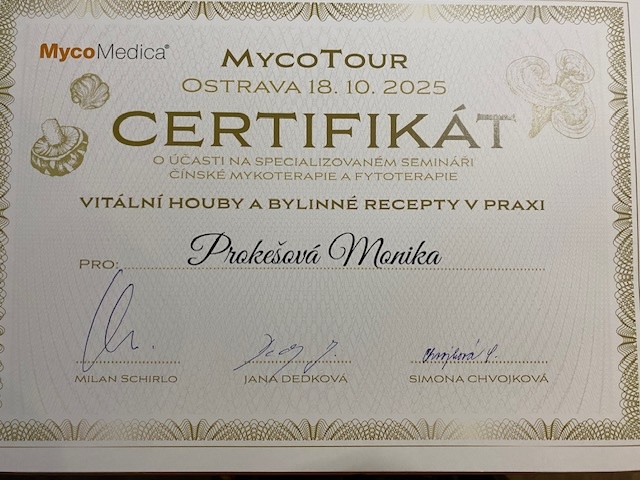 MycoMedica®
MYCOTOUR
OSTRAVA 18. 10. 2025
CERTIFIKÁT
O ÚČASTI NA SPECIALIZOVANÉM SEMINÁŘI
ČÍNSKÉ MYKOTERAPIE A FYTOTERAPIE
VITÁLNÍ HOUBY A BYLINNÉ RECEPTY V PRAXI
PRO: Prokešová Monika
Chvojková S.
MILAN SCHIRLO JANA DEDKOVÁ SIMONA CHVOJKOVÁ